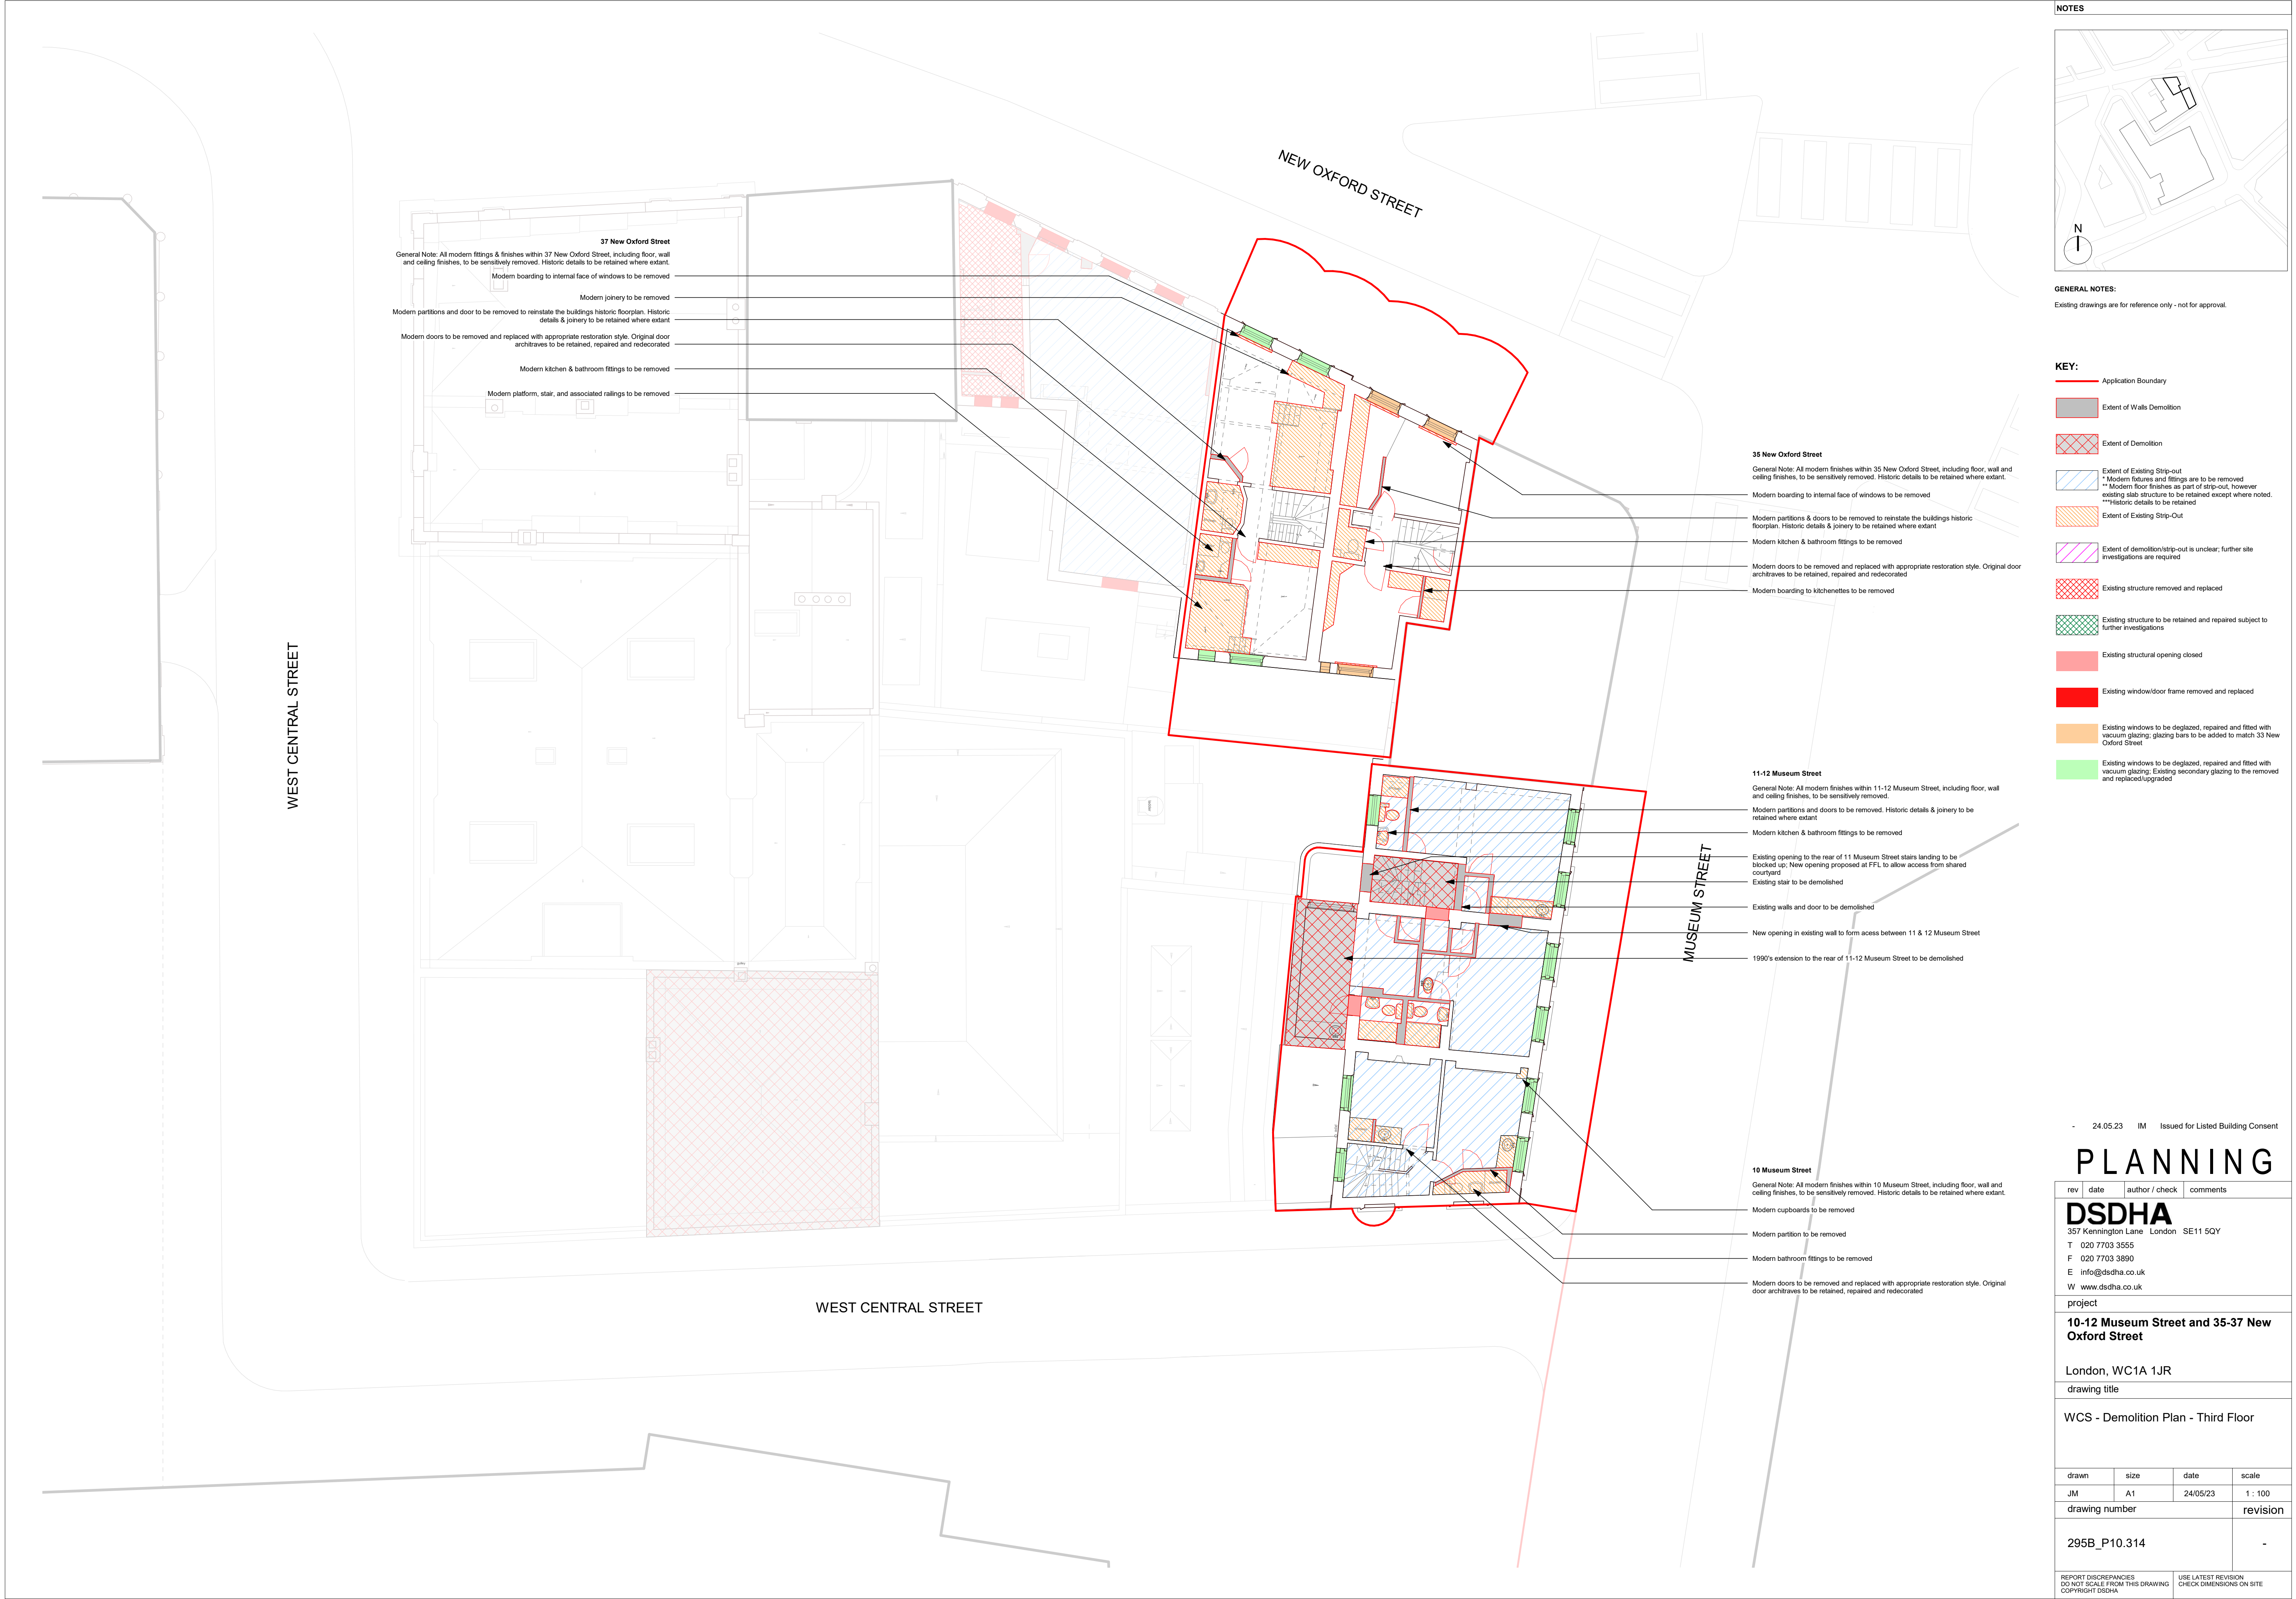 NEW OXFORD STREET
WEST CENTRAL STREET
WEST CENTRAL STREET
MUSEUM STREET
37 New Oxford Street
General Note: All modern fittings & finishes within 37 New Oxford Street, including floor, wall
and ceiling finishes, to be sensitively removed. Historic details to be retained where extant.
Modern boarding to internal face of windows to be removed
Modern joinery to be removed
Modern partitions and door to be removed to reinstate the buildings historic floorplan. Historic
details & joinery to be retained where extant
Modern doors to be removed and replaced with appropriate restoration style. Original door
architraves to be retained, repaired and redecorated
Modern kitchen & bathroom fittings to be removed
Modern platform, stair, and associated railings to be removed
35 New Oxford Street
General Note: All modern finishes within 35 New Oxford Street, including floor, wall and
ceiling finishes, to be sensitively removed. Historic details to be retained where extant.
Modern boarding to internal face of windows to be removed
Modern partitions & doors to be removed to reinstate the buildings historic
floorplan. Historic details & joinery to be retained where extant
Modern kitchen & bathroom fittings to be removed
Modern doors to be removed and replaced with appropriate restoration style. Original door
architraves to be retained, repaired and redecorated
Modern boarding to kitchenettes to be removed
11-12 Museum Street
General Note: All modern finishes within 11-12 Museum Street, including floor, wall
and ceiling finishes, to be sensitively removed.
Modern partitions and doors to be removed. Historic details & joinery to be
retained where extant
Modern kitchen & bathroom fittings to be removed
Existing opening to the rear of 11 Museum Street stairs landing to be
blocked up; New opening proposed at FFL to allow access from shared
courtyard
Existing stair to be demolished
Existing walls and door to be demolished
New opening in existing wall to form acess between 11 & 12 Museum Street
1990's extension to the rear of 11-12 Museum Street to be demolished
10 Museum Street
General Note: All modern finishes within 10 Museum Street, including floor, wall and
ceiling finishes, to be sensitively removed. Historic details to be retained where extant.
Modern cupboards to be removed
Modern partition to be removed
Modern bathroom fittings to be removed
Modern doors to be removed and replaced with appropriate restoration style. Original
door architraves to be retained, repaired and redecorated
NOTES
N
GENERAL NOTES:
Existing drawings are for reference only - not for approval.
KEY:
Application Boundary
Extent of Walls Demolition
Extent of Demolition
Extent of Existing Strip-out
* Modern fixtures and fittings are to be removed
** Modern floor finishes as part of strip-out, however
existing slab structure to be retained except where noted.
***Historic details to be retained
Extent of Existing Strip-Out
Extent of demolition/strip-out is unclear; further site
investigations are required
Existing structure removed and replaced
Existing structure to be retained and repaired subject to
further investigations
Existing structural opening closed
Existing window/door frame removed and replaced
Existing windows to be deglazed, repaired and fitted with
vacuum glazing; glazing bars to be added to match 33 New
Oxford Street
Existing windows to be deglazed, repaired and fitted with
vacuum glazing; Existing secondary glazing to the removed
and replaced/upgraded
- 24.05.23 IM Issued for Listed Building Consent
PLANNING
rev date author / check comments
DSDHA
357 Kennington Lane London SE11 5QY
T 020 7703 3555
F 020 7703 3890
E info@dsdha.co.uk
W www.dsdha.co.uk
project
10-12 Museum Street and 35-37 New
Oxford Street
London, WC1A 1JR
drawing title
WCS - Demolition Plan - Third Floor
drawn size date scale
JM A1 24/05/23 1 : 100
drawing number revision
295B_P10.314 -
REPORT DISCREPANCIES
DO NOT SCALE FROM THIS DRAWING
COPYRIGHT DSDHA
USE LATEST REVISION
CHECK DIMENSIONS ON SITE